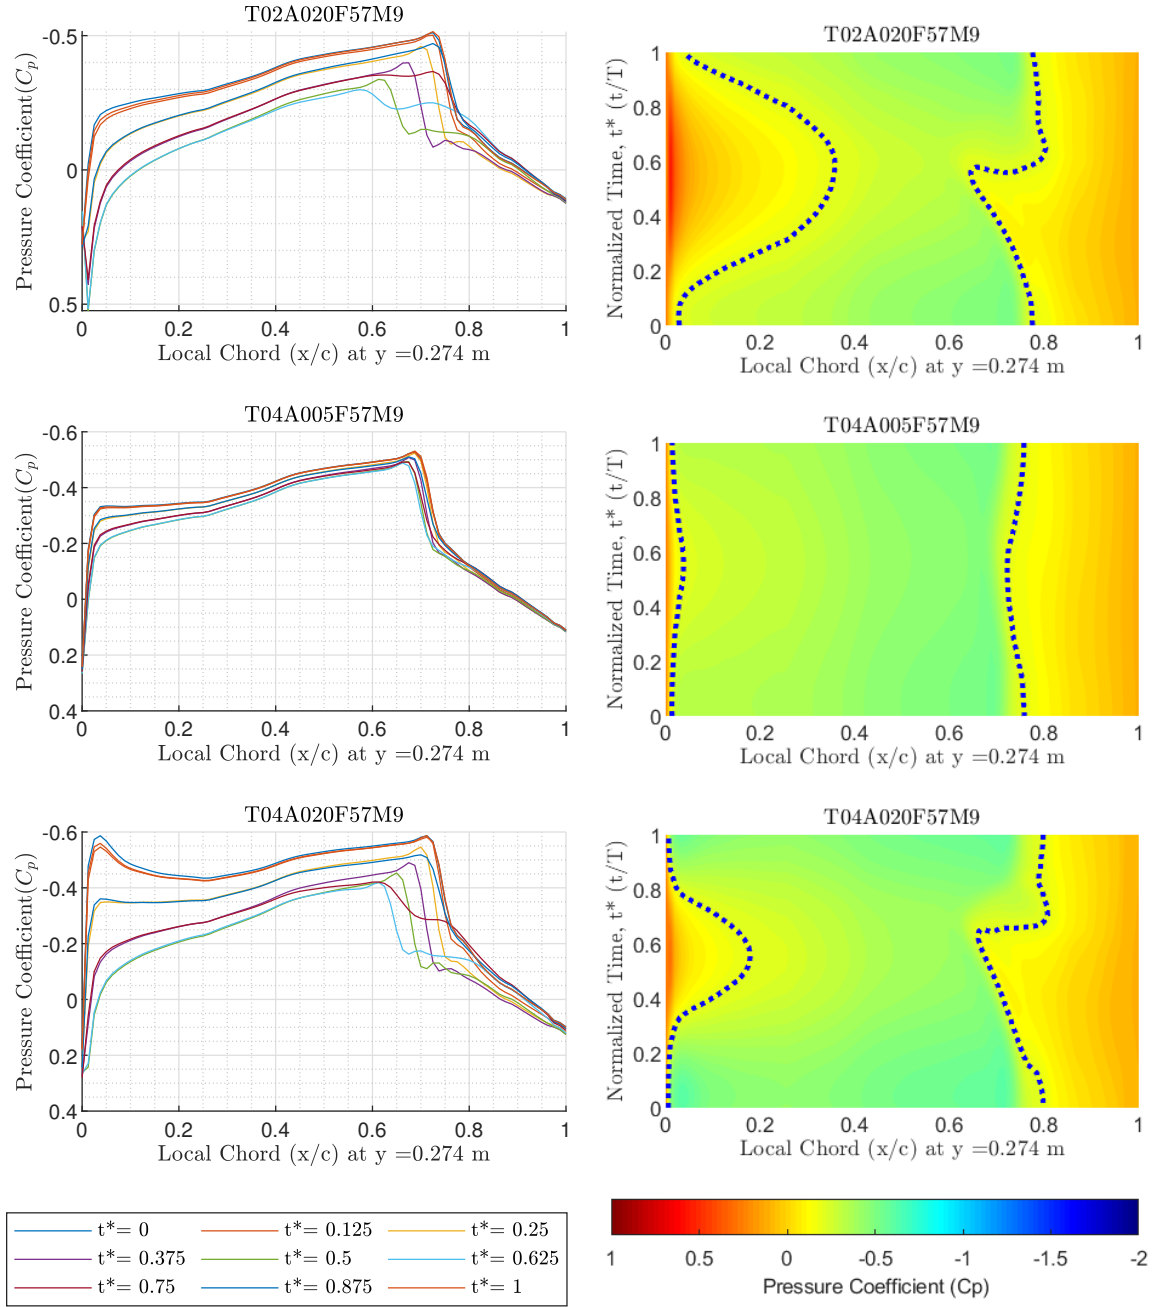 T02A020F57M9
Pressure Coefficient(Cp)
-0.5
0
0.5
0 0.2 0.4 0.6 0.8 1
Local Chord (x/c) at y =0.274 m
T02A020F57M9
Normalized Time, t* (t/T)
1
0.8
0.6
0.4
0.2
0
0 0.2 0.4 0.6 0.8 1
Local Chord (x/c) at y =0.274 m
T04A005F57M9
Pressure Coefficient(Cp)
-0.6
-0.4
-0.2
0
0.2
0.4
0 0.2 0.4 0.6 0.8 1
Local Chord (x/c) at y =0.274 m
T04A005F57M9
Normalized Time, t* (t/T)
1
0.8
0.6
0.4
0.2
0
0 0.2 0.4 0.6 0.8 1
Local Chord (x/c) at y =0.274 m
T04A020F57M9
Pressure Coefficient(Cp)
-0.6
-0.4
-0.2
0
0.2
0.4
0 0.2 0.4 0.6 0.8 1
Local Chord (x/c) at y =0.274 m
T04A020F57M9
Normalized Time, t* (t/T)
1
0.8
0.6
0.4
0.2
0
0 0.2 0.4 0.6 0.8 1
Local Chord (x/c) at y =0.274 m
t*= 0 t*= 0.125 t*= 0.25
t*= 0.375 t*= 0.5 t*= 0.625
t*= 0.75 t*= 0.875 t*= 1
1 0.5 0 -0.5 -1 -1.5 -2
Pressure Coefficient (Cp)